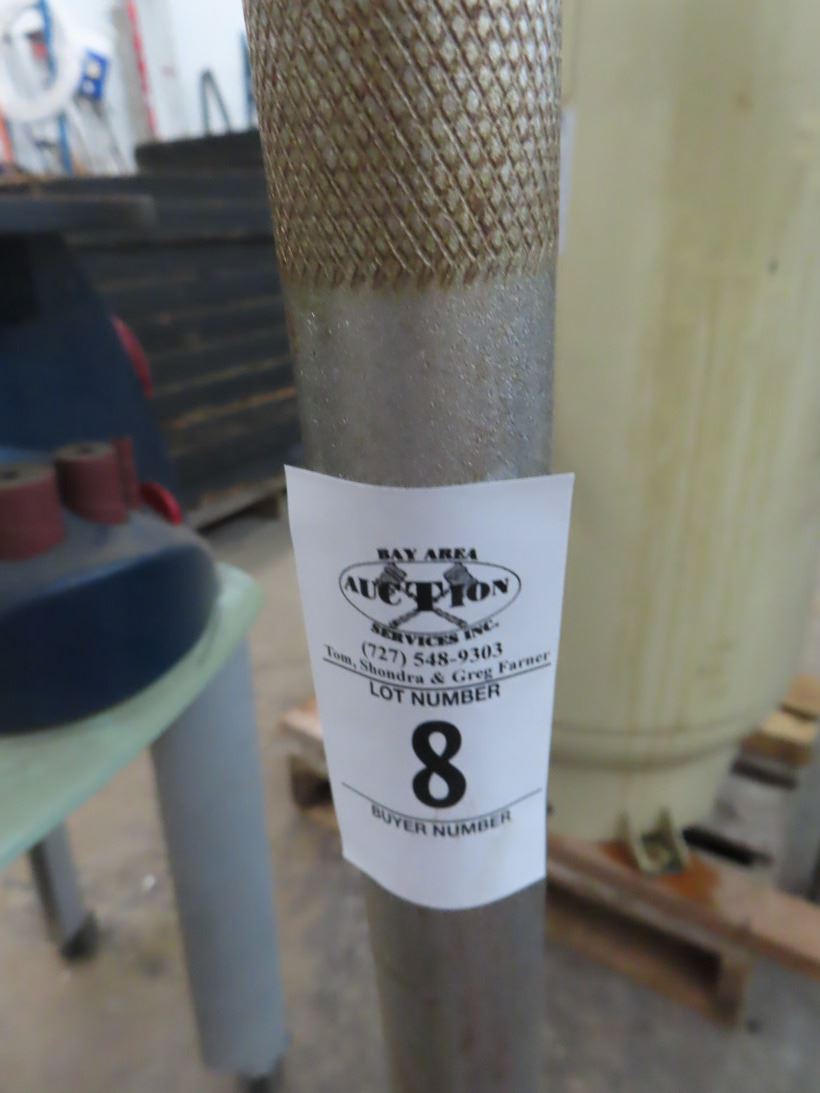 BAY AREA
AUCTION
SERVICES INC.
(727) 548-9303
Tom, Shondra & Greg Farner
LOT NUMBER
8
BUYER NUMBER